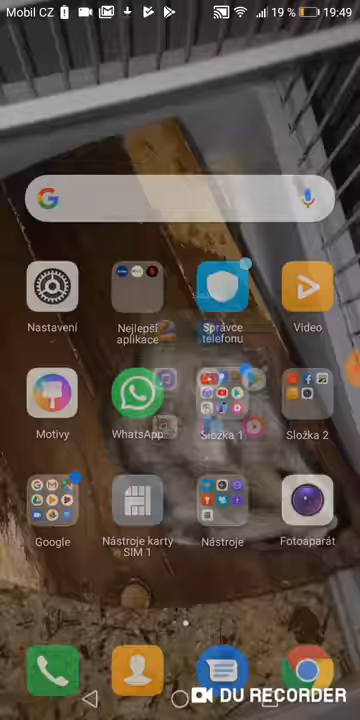 Mobil CZ 19 % 19:49
Nastavení
Nejlepší
aplikace
Správce
telefonu
Video
Motivy
WhatsApp
Složka 1
Složka 2
Google
Nástroje karty
SIM 1
Nástroje
Fotoaparát
DU RECORDER